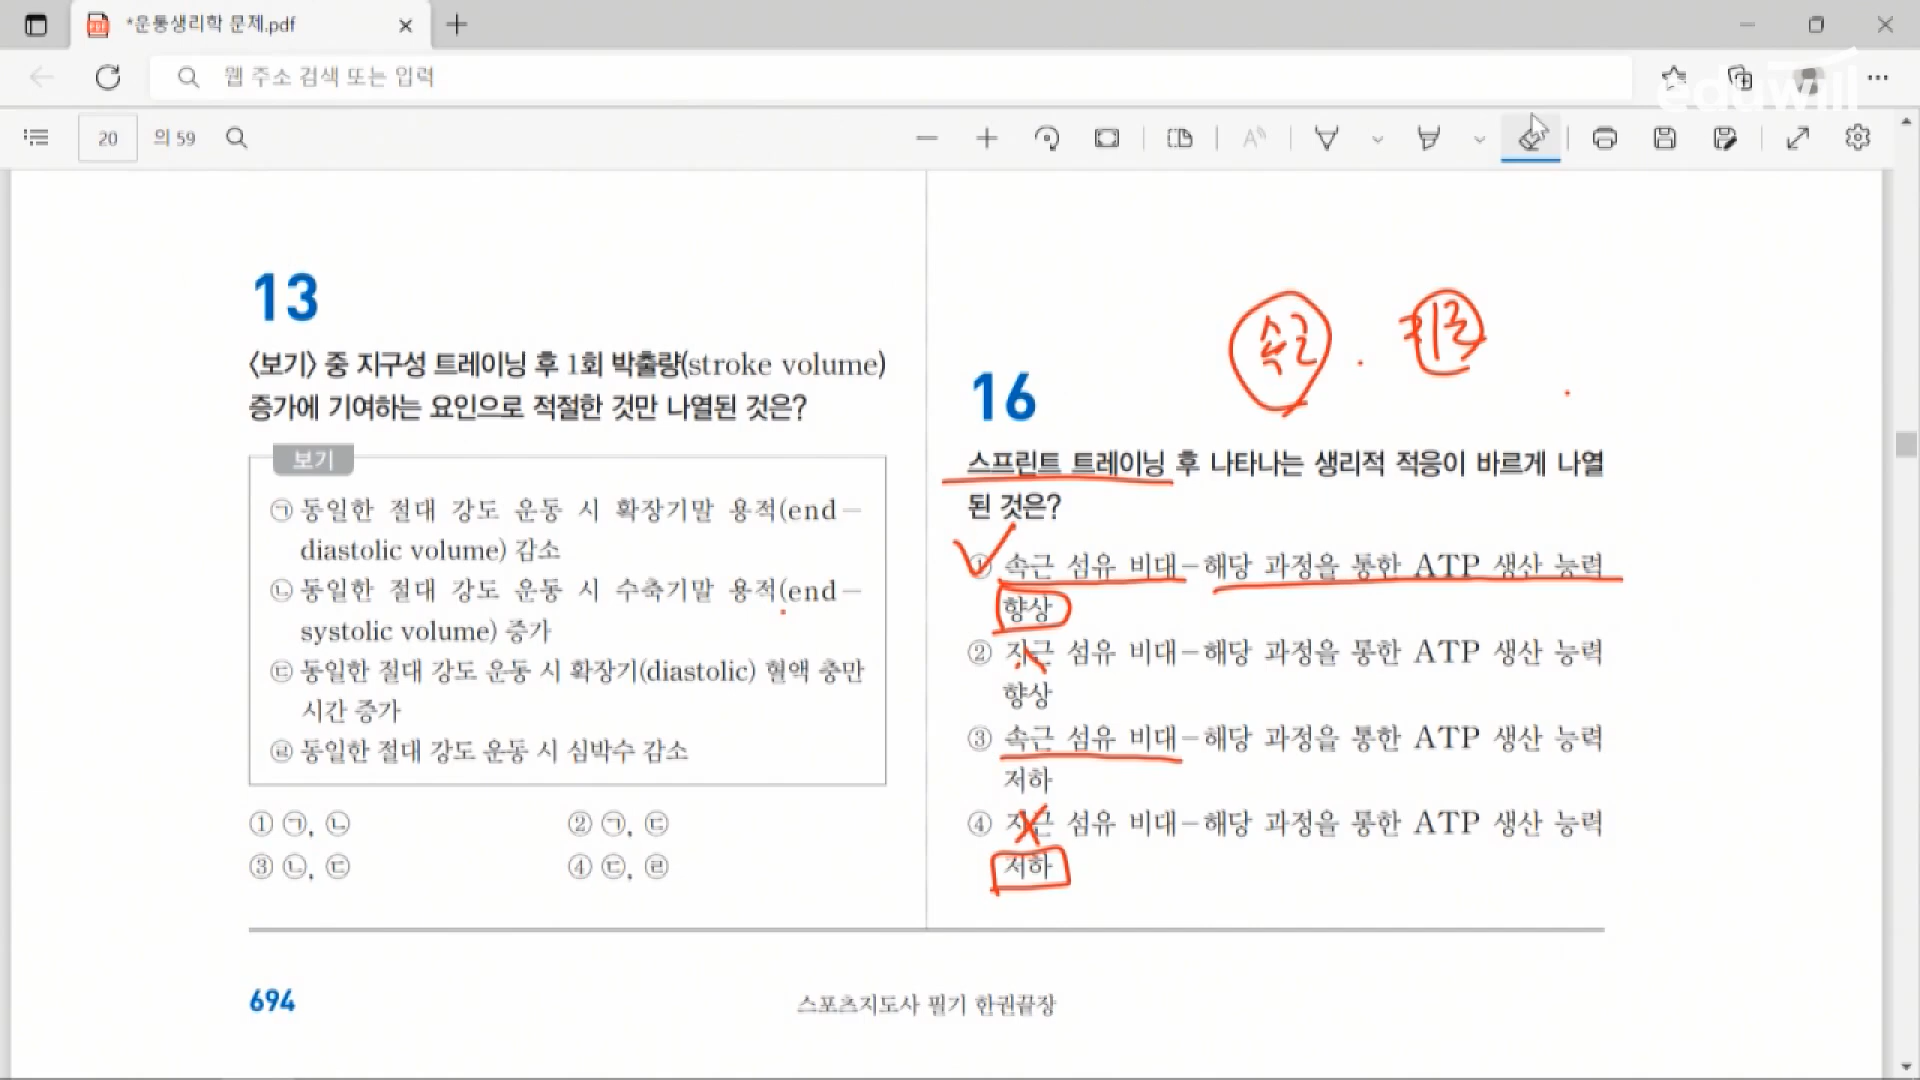 *운동생리학 문제.pdf
웹 주소 검색 또는 입력
eduwill
20 의 59
13
〈보기〉 중 지구성 트레이닝 후 1회 박출량(stroke volume)
증가에 기여하는 요인으로 적절한 것만 나열된 것은?
보기
㉠ 동일한 절대 강도 운동 시 확장기말 용적(end-
diastolic volume) 감소
㉡ 동일한 절대 강도 운동 시 수축기말 용적(end-
systolic volume) 증가
㉢ 동일한 절대 강도 운동 시 확장기(diastolic) 혈액 충만
시간 증가
㉣ 동일한 절대 강도 운동 시 심박수 감소
① ㉠, ㉡ ② ㉠, ㉢
③ ㉡, ㉢ ④ ㉢, ㉣
속근 지근
16
스프린트 트레이닝 후 나타나는 생리적 적응이 바르게 나열
된 것은?
① 속근 섬유 비대-해당 과정을 통한 ATP 생산 능력
향상
② 지근 섬유 비대-해당 과정을 통한 ATP 생산 능력
향상
③ 속근 섬유 비대-해당 과정을 통한 ATP 생산 능력
저하
④ 지근 섬유 비대-해당 과정을 통한 ATP 생산 능력
저하
694
스포츠지도사 필기 한권끝장